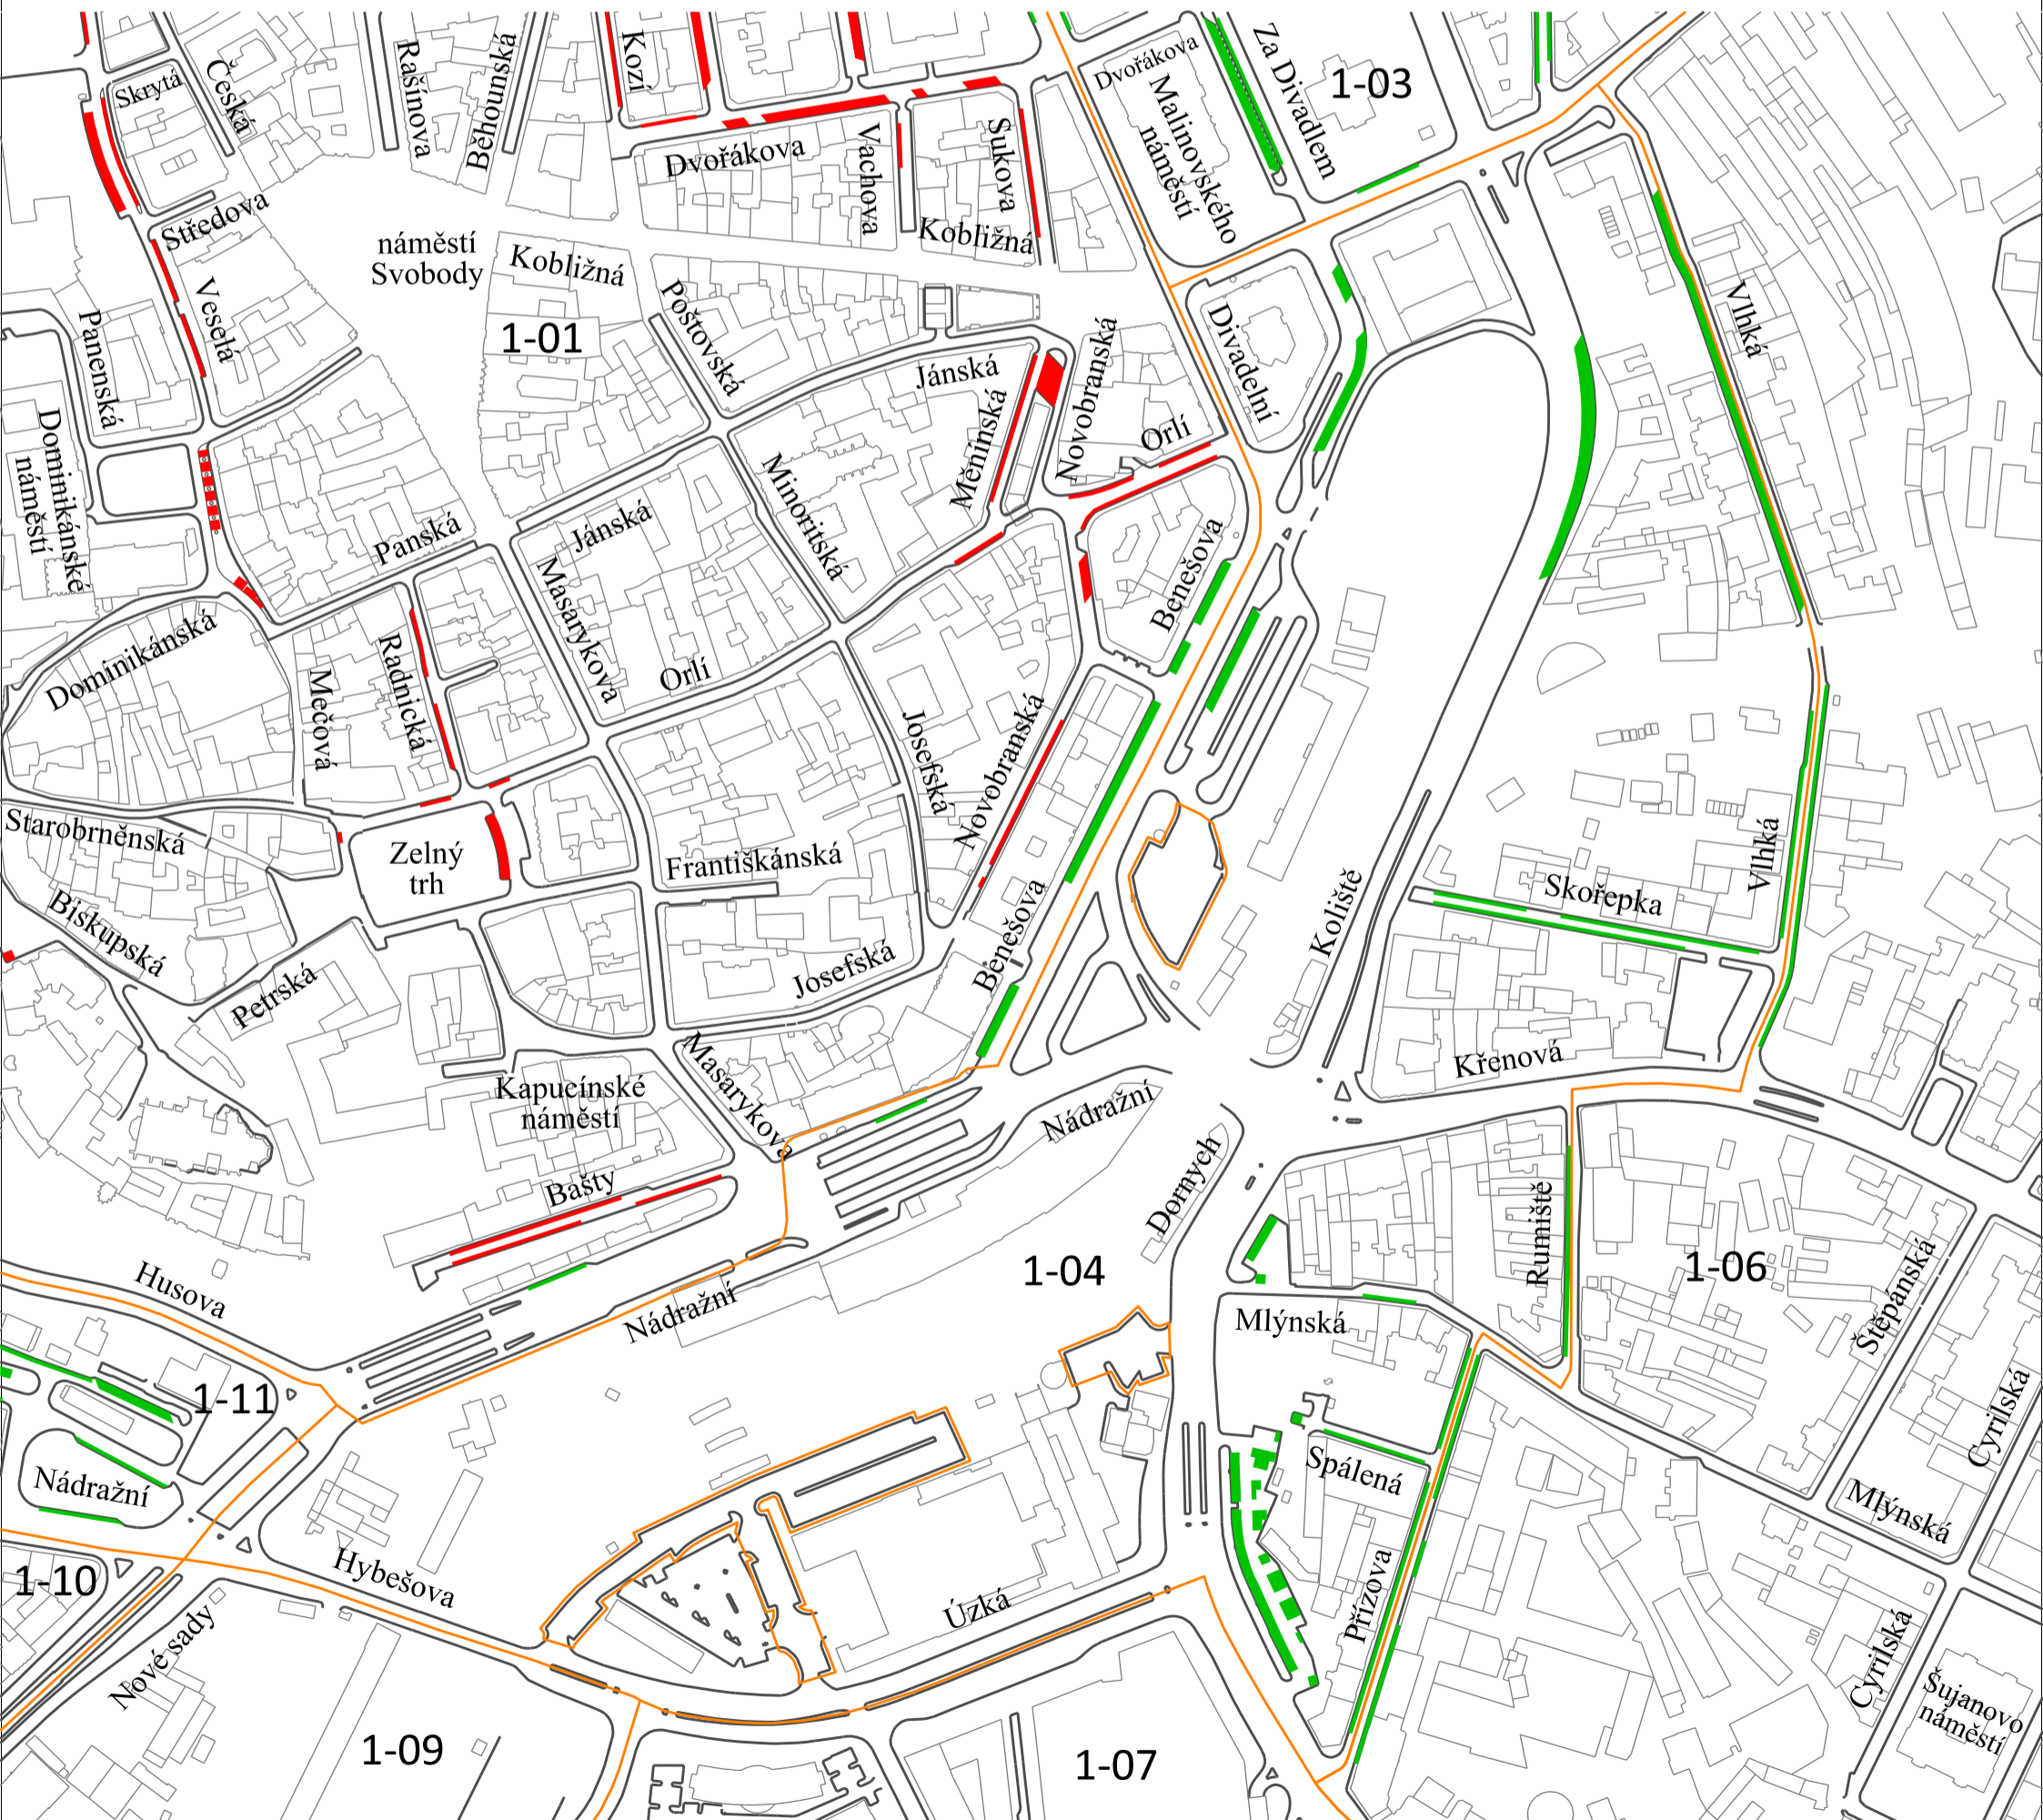 Skrytá
Česká
Rašínova
Běhounská
Kozí
Dvořákova
Malinovského
náměstí
Za Divadlem
1-03
Dvořákova
Vachova
Sukova
Kobližná
Středova
náměstí
Svobody
Kobližná
1-01
Veselá
Panenská
Poštovská
Jánská
Novobranská
Divadelní
Vlhká
Dominikánské
náměstí
Měnínská
Orlí
Minoritská
Panská
Jánská
Masarykova
Benešova
Dominikánská
Mečová
Radnická
Orlí
Josefská
Novobranská
Starobrněnská
Zelný
trh
Františkánská
Benešova
Koliště
Skořepka
Vlhká
Biskupská
Petrská
Josefská
Masarykova
Kapucínské
náměstí
Nádražní
Křenová
Bašty
Dornych
Rumiště
Husova
Nádražní
1-04
1-06
Mlýnská
Štěpánská
1-11
Cyrilská
Nádražní
Spálená
Mlýnská
1-10
Hybešova
Úzká
Přízova
Nové sady
Cyrilská
Šujanovo
náměstí
1-09
1-07